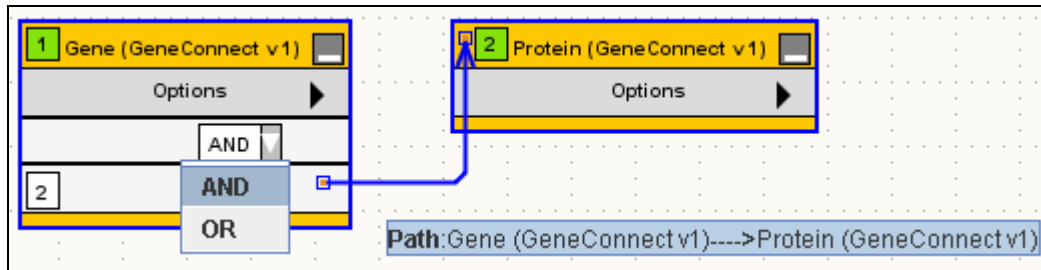 1 Gene (GeneConnect v1)
Options
AND
2
AND
OR
2 Protein (GeneConnect v1)
Options
Path:Gene (GeneConnect v1)---->Protein (GeneConnect v1)